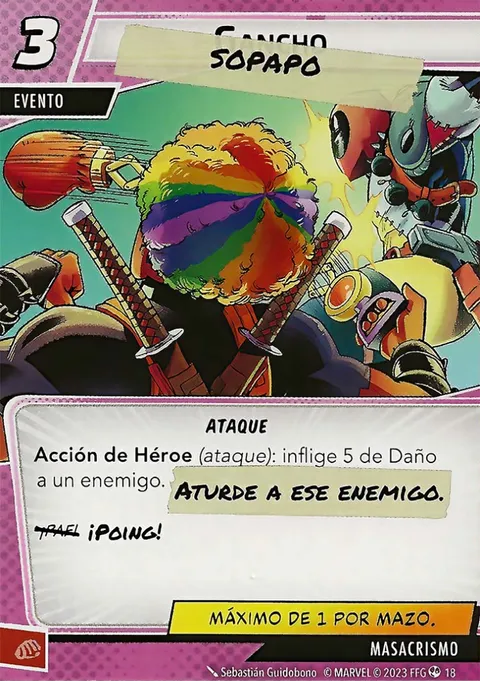 3
GANCHO
SOPAPO
EVENTO
ATAQUE
Acción de Héroe (ataque): inflige 5 de Daño
a un enemigo. ATURDE A ESE ENEMIGO.
¡POING!
MÁXIMO DE 1 POR MAZO.
MASACRISMO
Sebastián Guidobono © MARVEL © 2023 FFG 18